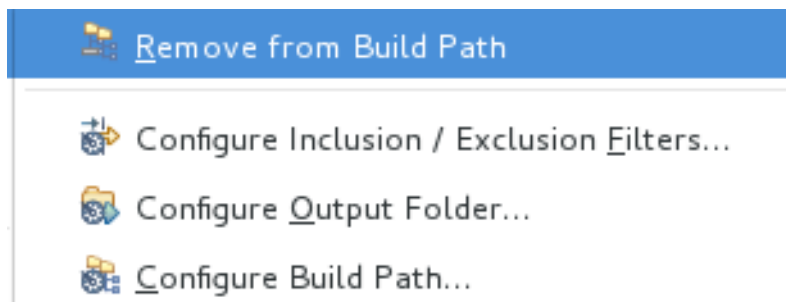 Remove from Build Path
Configure Inclusion / Exclusion Filters...
Configure Output Folder...
Configure Build Path...